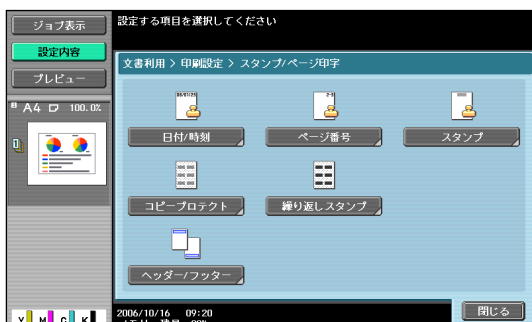 ジョブ表示
設定する項目を選択してください
設定内容
文書利用 > 印刷設定 > スタンプ/ページ印字
プレビュー
A4 100.0%
日付/時刻
ページ番号
スタンプ
コピープロテクト
繰り返しスタンプ
ヘッダー/フッター
閉じる
2006/10/16 09:20
Y M C K